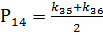 P₁₄ = (k₃₅+k₃₆)/2